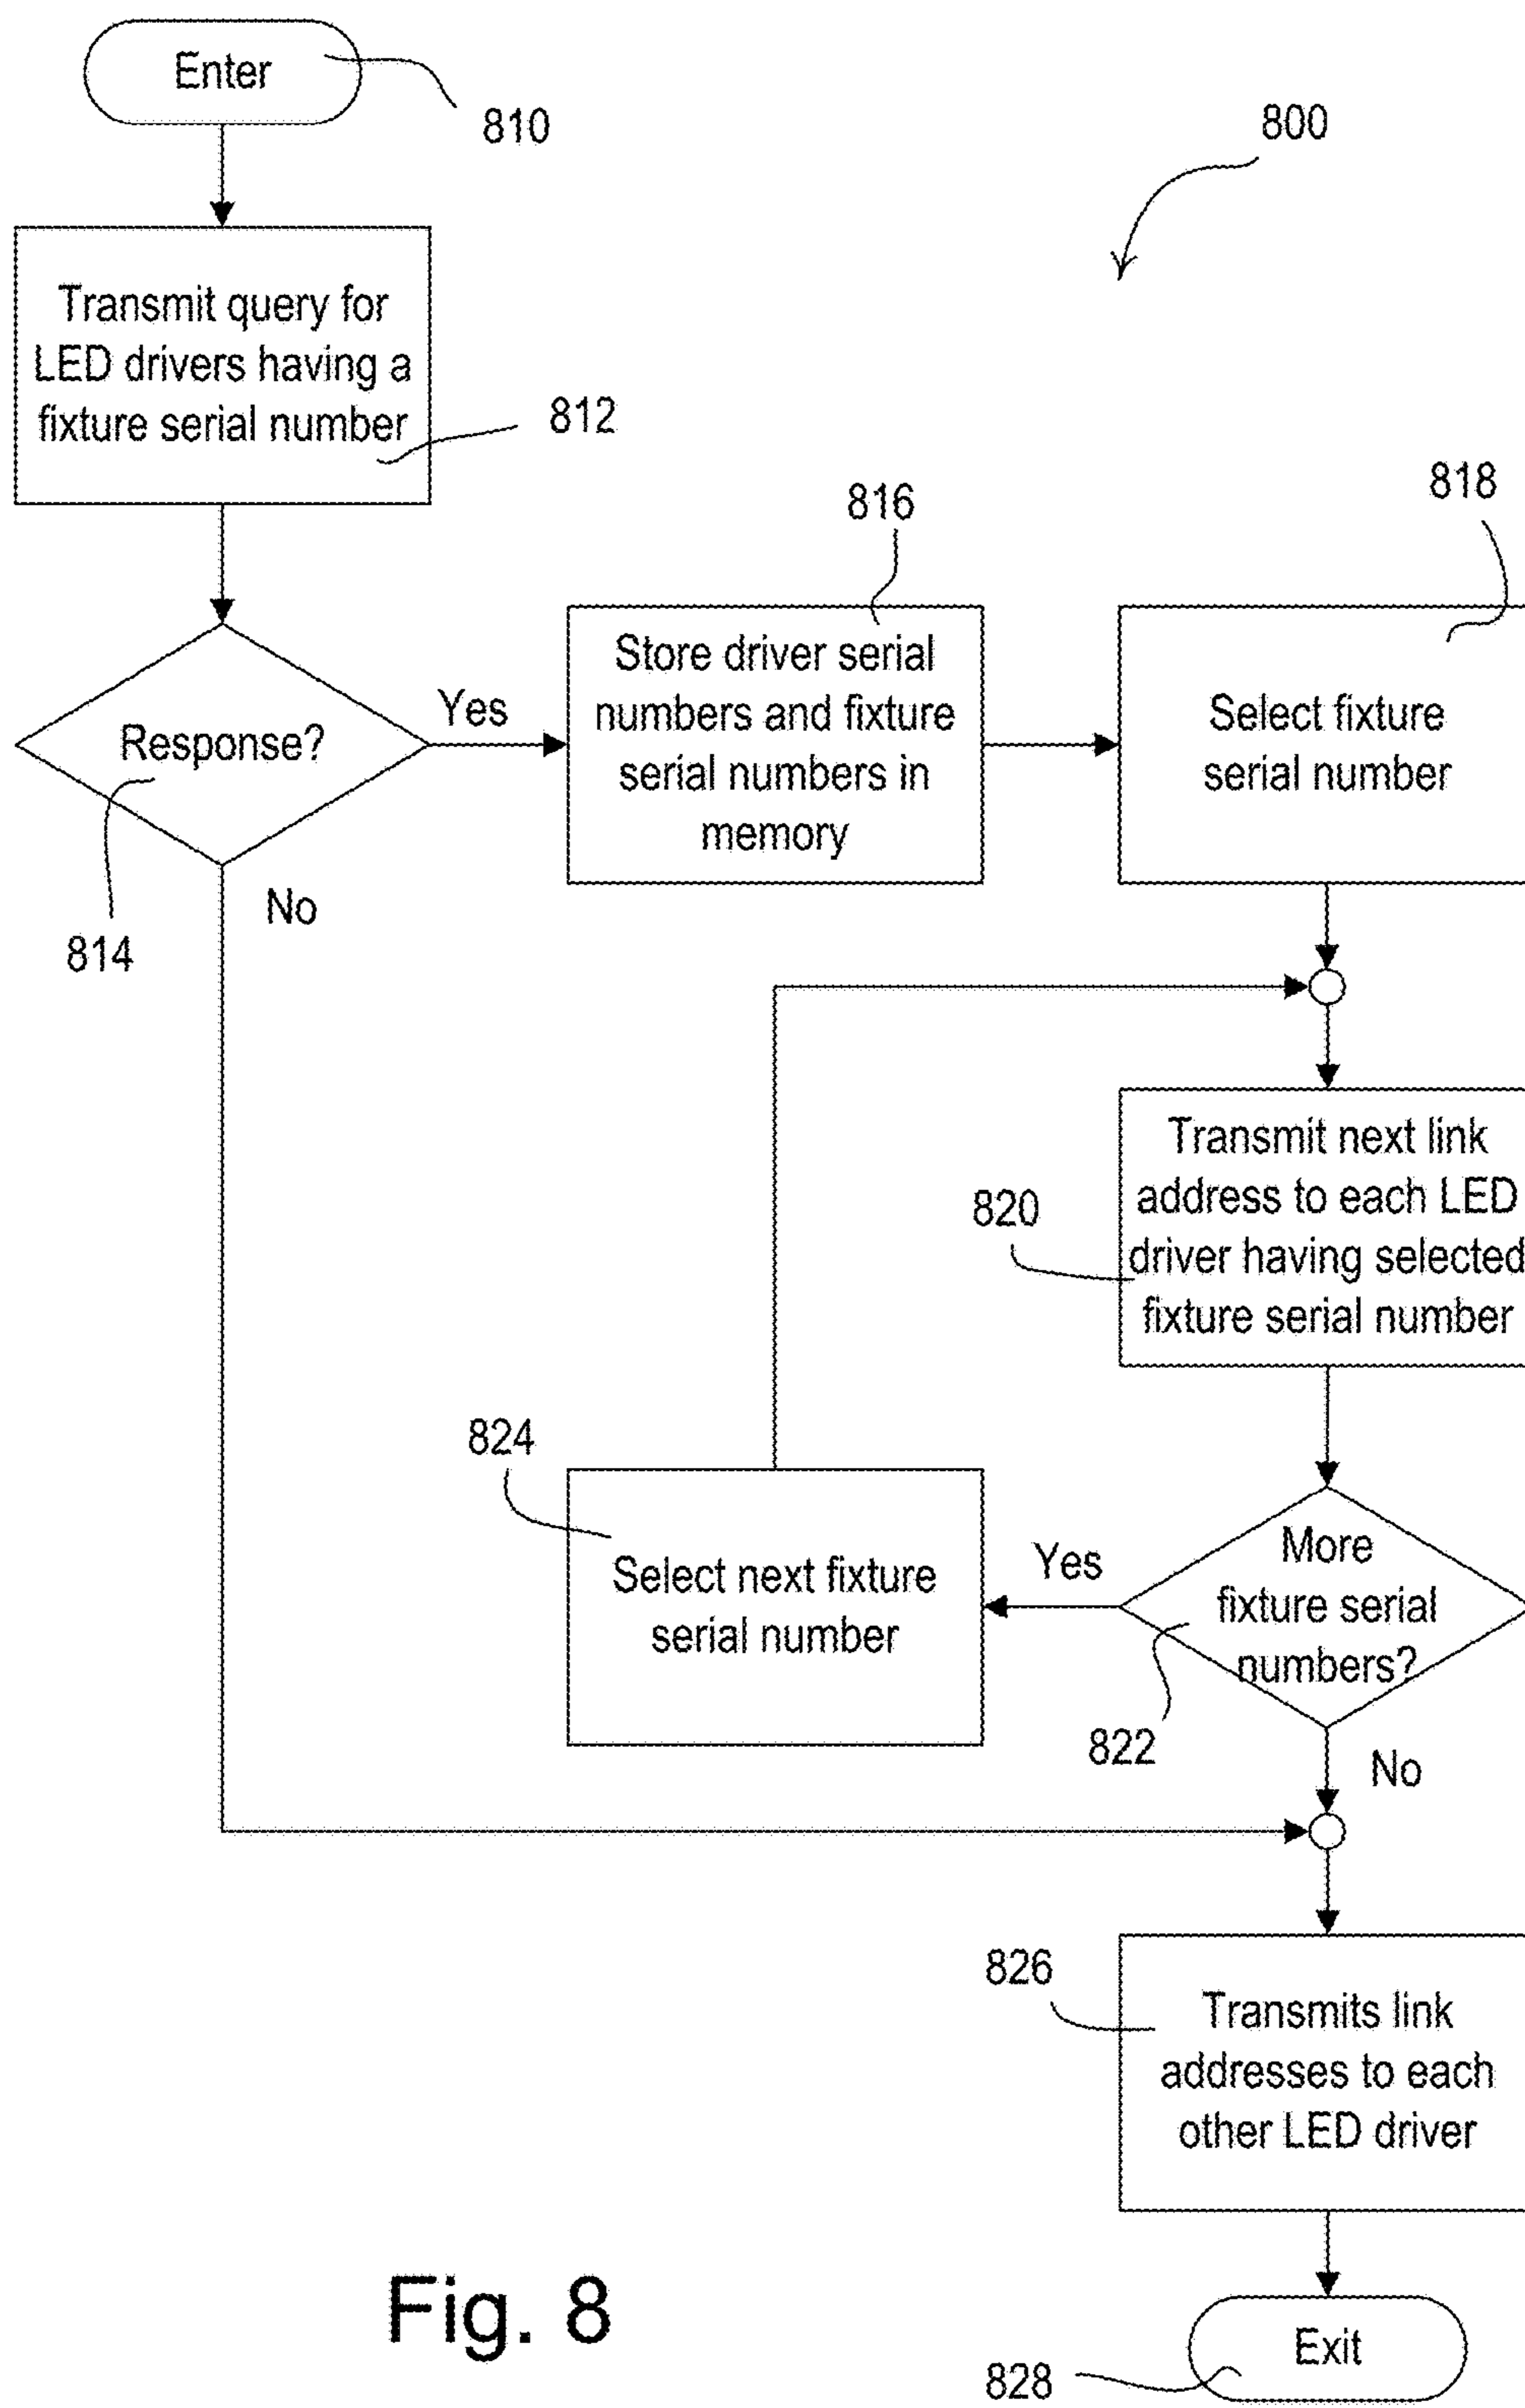 Enter
810
800
Transmit query for
LED drivers having a
fixture serial number
812
Response?
814
Yes
No
816
Store driver serial
numbers and fixture
serial numbers in
memory
818
Select fixture
serial number
820
Transmit next link
address to each LED
driver having selected
fixture serial number
822
More
fixture serial
numbers?
Yes
No
824
Select next fixture
serial number
826
Transmits link
addresses to each
other LED driver
Exit
828
Fig. 8